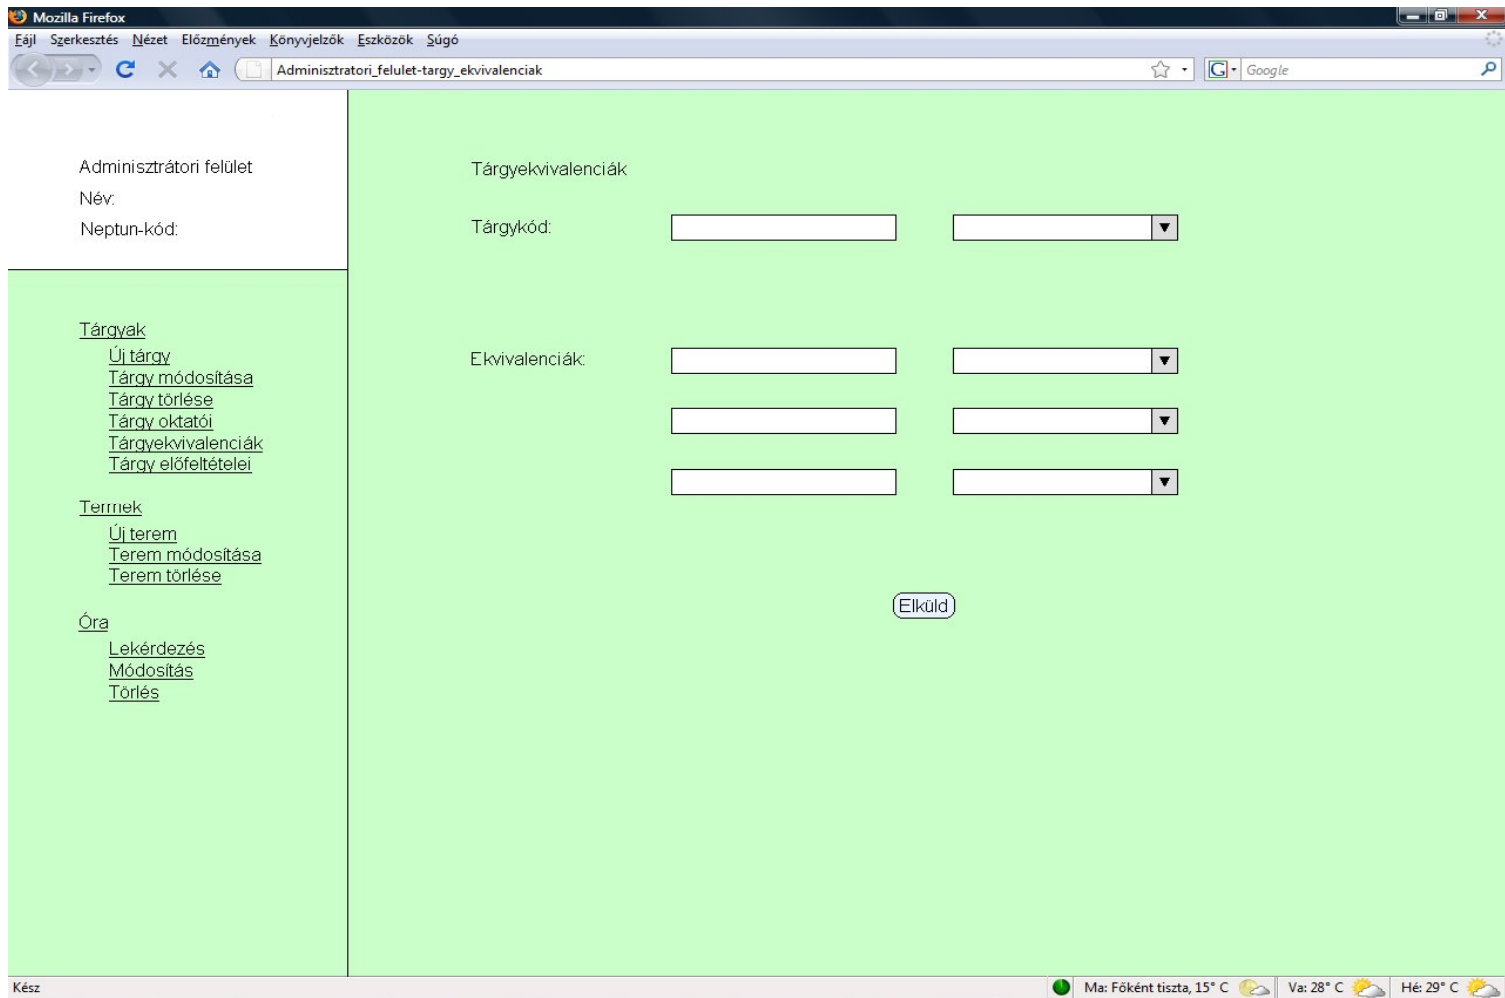 Mozilla Firefox
Fájl Szerkesztés Nézet Előzmények Könyvjelzők Eszközök Súgó
Adminisztratori_felulet-targy_ekvivalenciak
G Google
Adminisztrátori felület
Név:
Neptun-kód:
Tárgyak
Új tárgy
Tárgy módosítása
Tárgy törlése
Tárgy oktatói
Tárgyekvivalenciák
Tárgy előfeltételei
Termek
Új terem
Terem módosítása
Terem törlése
Óra
Lekérdezés
Módosítás
Törlés
Tárgyekvivalenciák
Tárgykód:
Ekvivalenciák:
Elküld
Kész
Ma: Főként tiszta, 15° C Va: 28° C Hé: 29° C